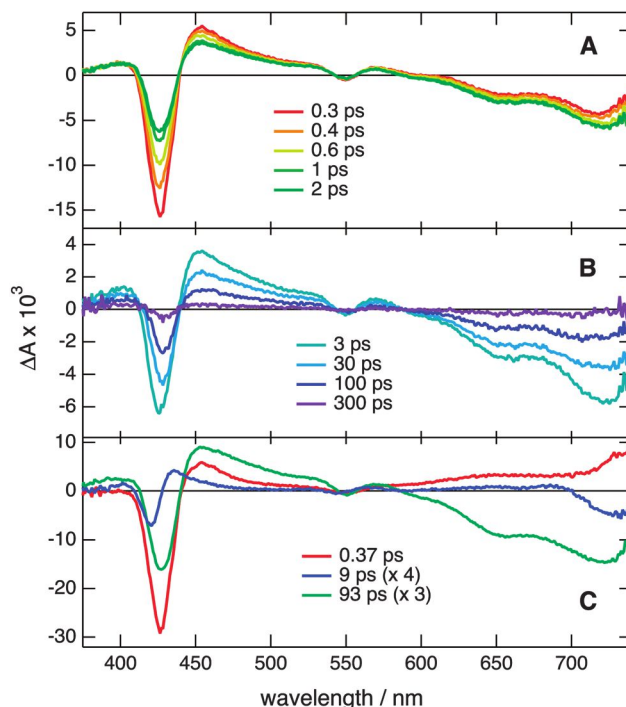 5
0
-5
-10
-15
A
0.3 ps
0.4 ps
0.6 ps
1 ps
2 ps
4
2
0
-2
-4
-6
B
3 ps
30 ps
100 ps
300 ps
ΔA x 10³
10
0
-10
-20
-30
0.37 ps
9 ps (x 4)
93 ps (x 3)
C
400 450 500 550 600 650 700
wavelength / nm